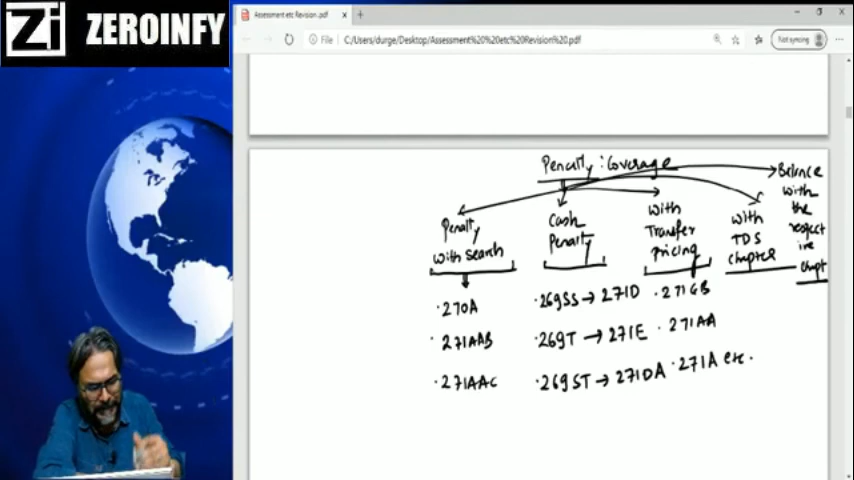 Zi ZEROINFY
Assessment etc Revision .pdf
File C:/Users/durge/Desktop/Assessment%20%20etc%20Revision%20.pdf
Not syncing
Penalty : Coverage
Penalty
with search
Cash
Penalty
with
Transfer
pricing
with
TDS
chapter
Balance
with
the
respect
ive
chapt
·270A
·271AAB
·271AAC
·269SS → 271D
·269T → 271E
·269ST → 271DA
·271GB
·271AA
·271A etc.